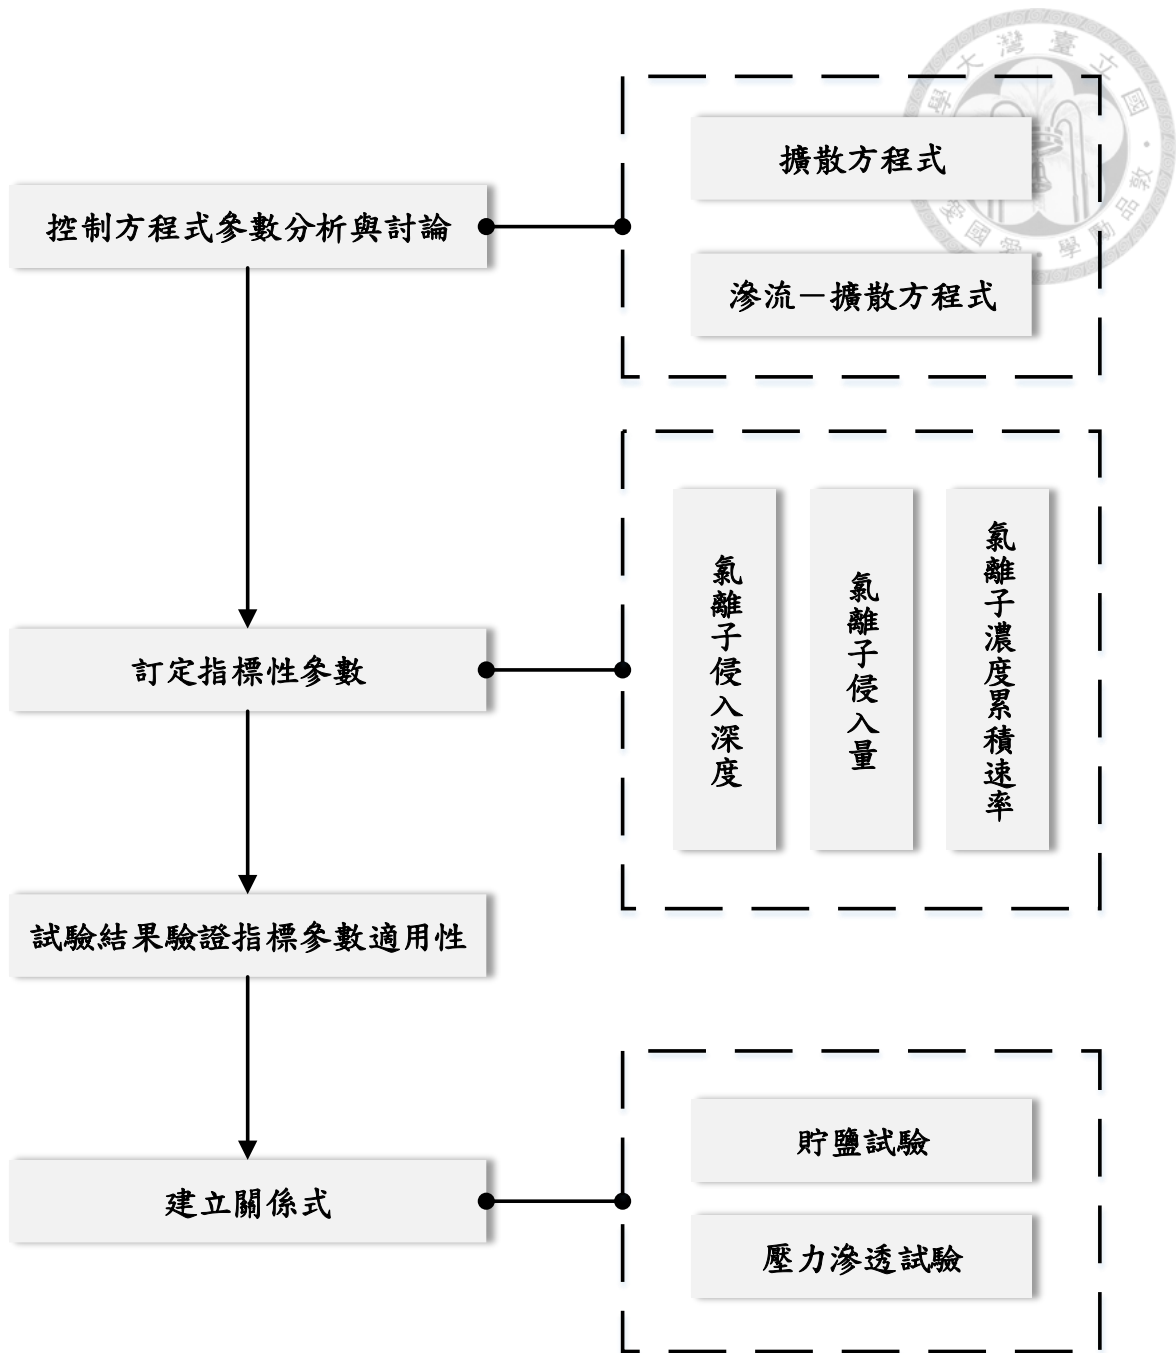 控制方程式參數分析與討論
擴散方程式
滲流－擴散方程式
訂定指標性參數
氯離子侵入深度
氯離子侵入量
氯離子濃度累積速率
試驗結果驗證指標參數適用性
建立關係式
貯鹽試驗
壓力滲透試驗